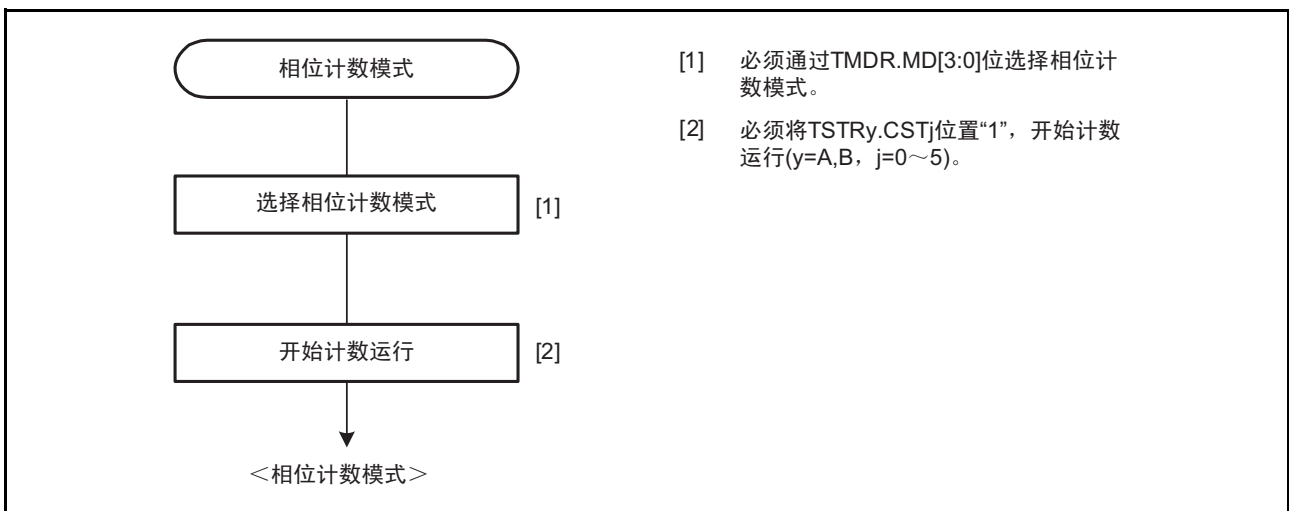 相位计数模式
选择相位计数模式 [1]
开始计数运行 [2]
＜相位计数模式＞
[1] 必须通过TMDR.MD[3:0]位选择相位计
数模式。
[2] 必须将TSTRy.CSTj位置“1”，开始计数
运行(y=A,B，j=0～5)。